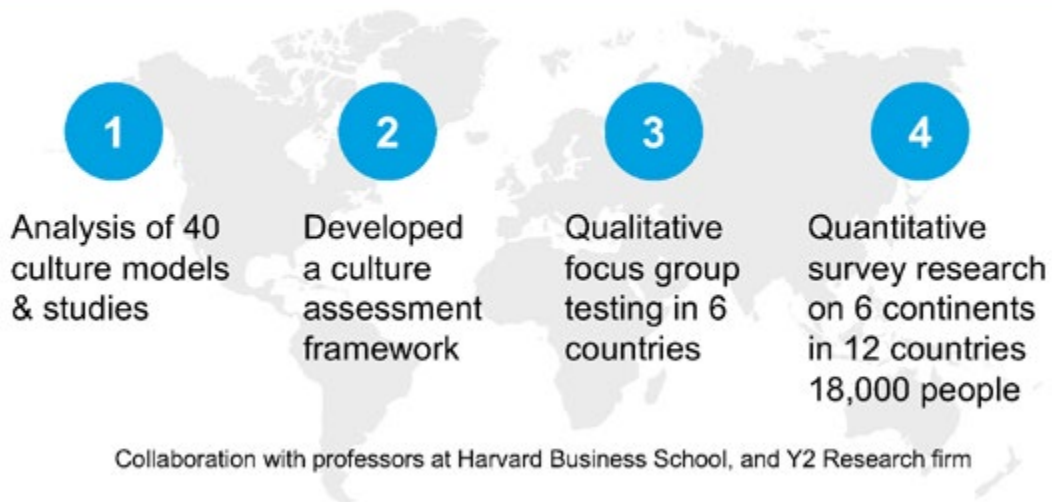 1
Analysis of 40
culture models
& studies
2
Developed
a culture
assessment
framework
3
Qualitative
focus group
testing in 6
countries
4
Quantitative
survey research
on 6 continents
in 12 countries
18,000 people
Collaboration with professors at Harvard Business School, and Y2 Research firm